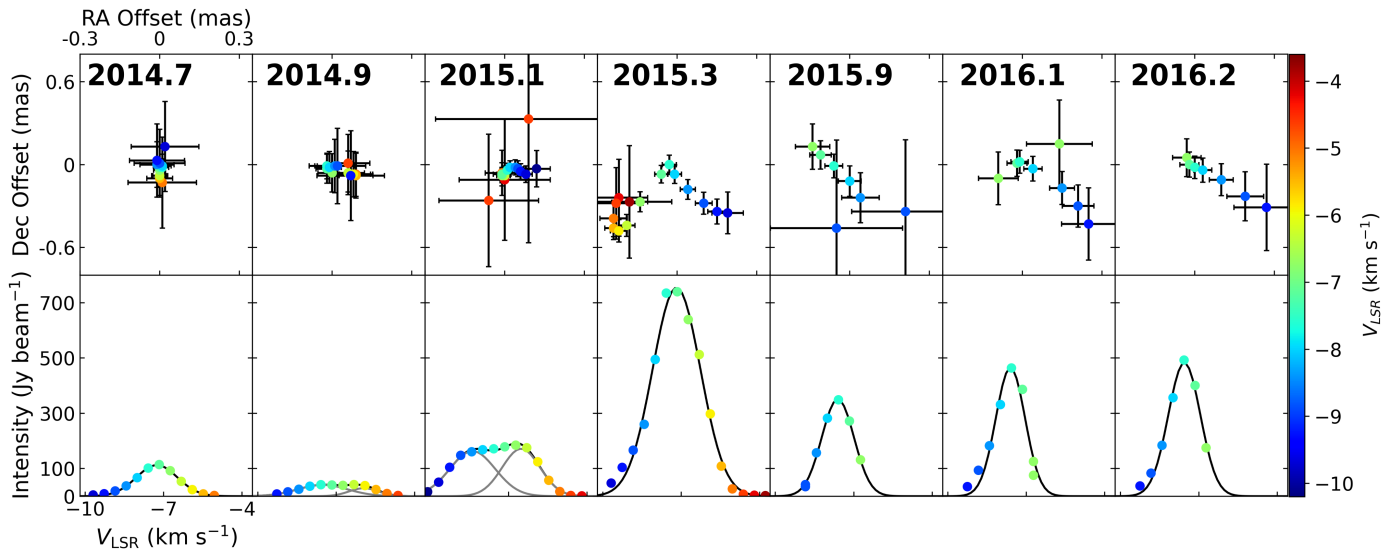 RA Offset (mas)
-0.3 0 0.3
2014.7 2014.9 2015.1 2015.3 2015.9 2016.1 2016.2
Dec Offset (mas)
0.6
0
-0.6
Intensity (Jy beam⁻¹)
700
500
300
100
0
−10 −7 −4
V_LSR (km s⁻¹)
−4
−5
−6
−7
−8
−9
−10
V_LSR (km s⁻¹)